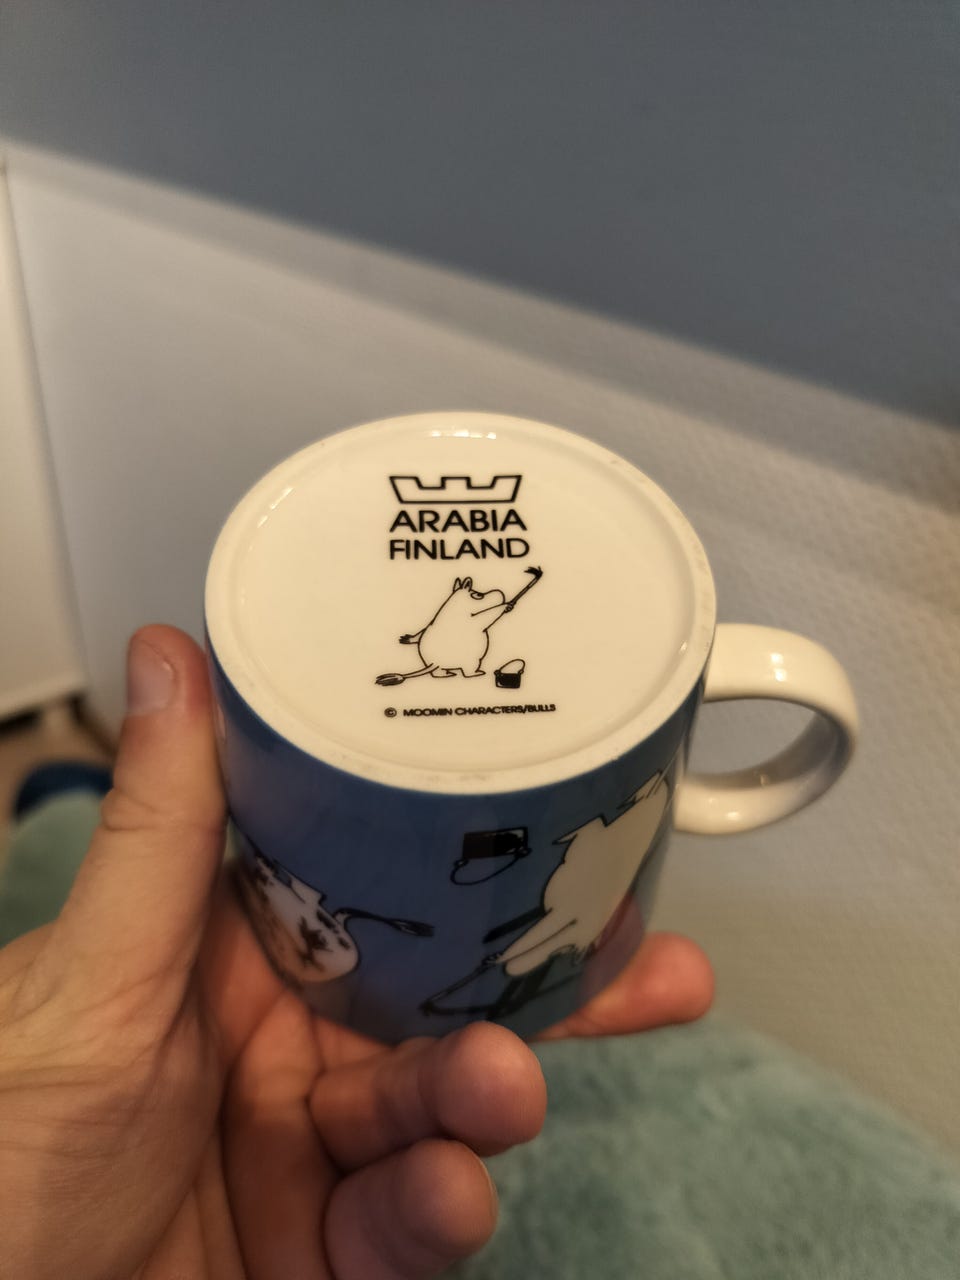 ARABIA
FINLAND
© MOOMIN CHARACTERS/BULLS